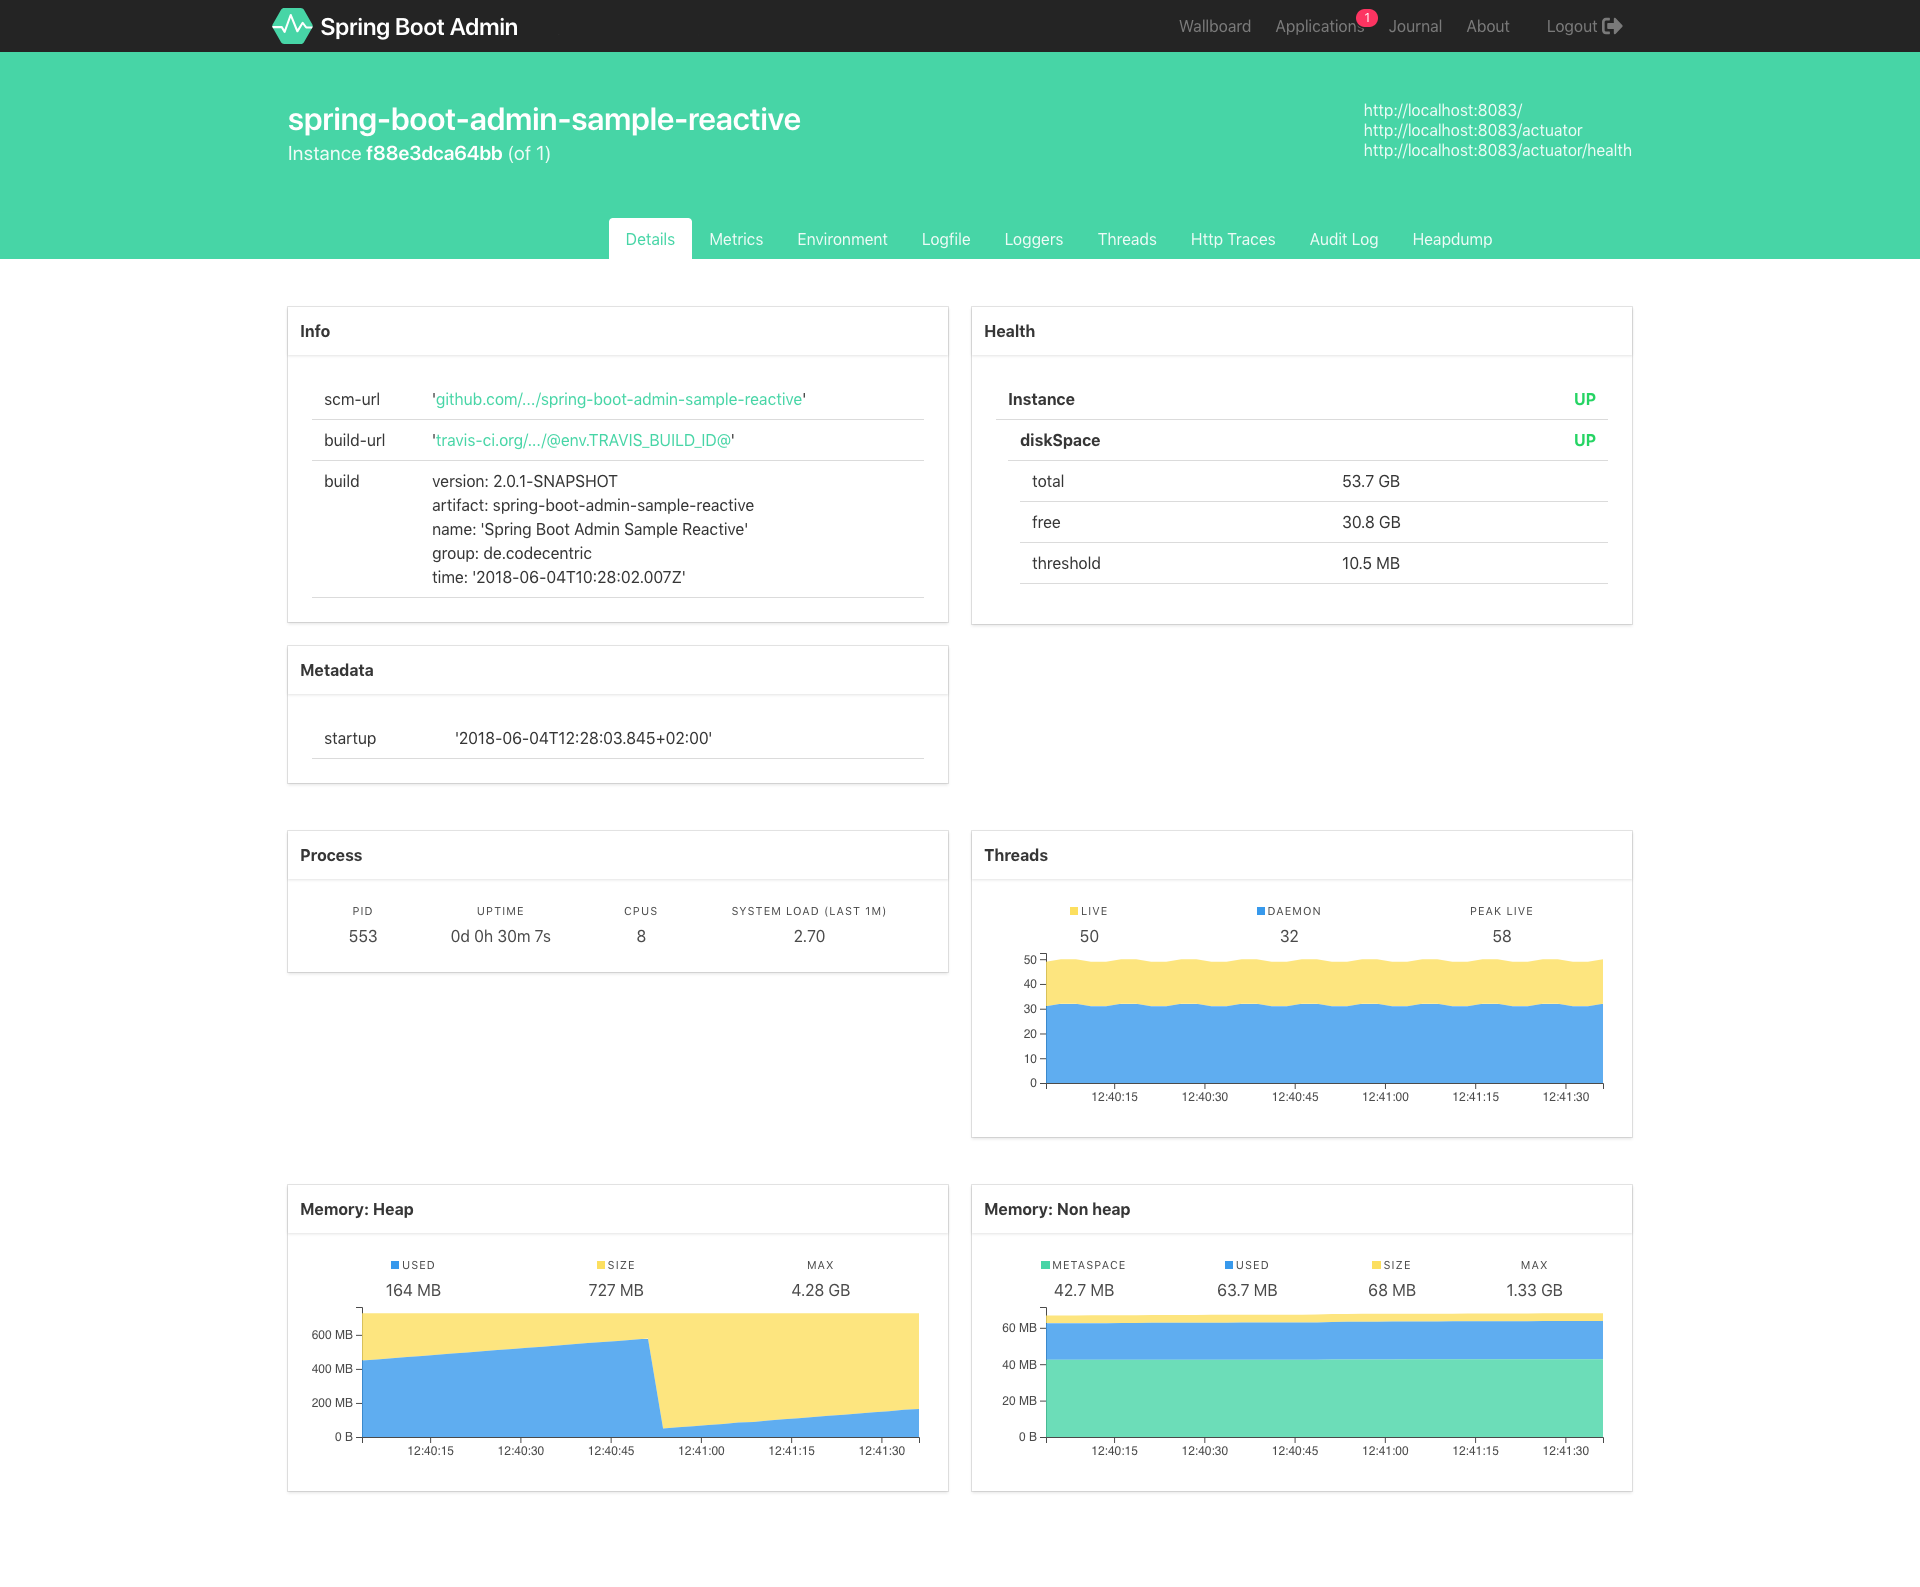 Spring Boot Admin
Wallboard Applications 1 Journal About Logout
spring-boot-admin-sample-reactive
Instance f88e3dca64bb (of 1)
http://localhost:8083/
http://localhost:8083/actuator
http://localhost:8083/actuator/health
Details Metrics Environment Logfile Loggers Threads Http Traces Audit Log Heapdump
Info
scm-url 'github.com/.../spring-boot-admin-sample-reactive'
build-url 'travis-ci.org/.../@env.TRAVIS_BUILD_ID@'
build version: 2.0.1-SNAPSHOT
artifact: spring-boot-admin-sample-reactive
name: 'Spring Boot Admin Sample Reactive'
group: de.codecentric
time: '2018-06-04T10:28:02.007Z'
Health
Instance UP
diskSpace UP
total 53.7 GB
free 30.8 GB
threshold 10.5 MB
Metadata
startup '2018-06-04T12:28:03.845+02:00'
Process
PID UPTIME CPUS SYSTEM LOAD (LAST 1M)
553 0d 0h 30m 7s 8 2.70
Threads
LIVE DAEMON PEAK LIVE
50 32 58
50
40
30
20
10
0
12:40:15 12:40:30 12:40:45 12:41:00 12:41:15 12:41:30
Memory: Heap
USED SIZE MAX
164 MB 727 MB 4.28 GB
600 MB
400 MB
200 MB
0 B
12:40:15 12:40:30 12:40:45 12:41:00 12:41:15 12:41:30
Memory: Non heap
METASPACE USED SIZE MAX
42.7 MB 63.7 MB 68 MB 1.33 GB
60 MB
40 MB
20 MB
0 B
12:40:15 12:40:30 12:40:45 12:41:00 12:41:15 12:41:30